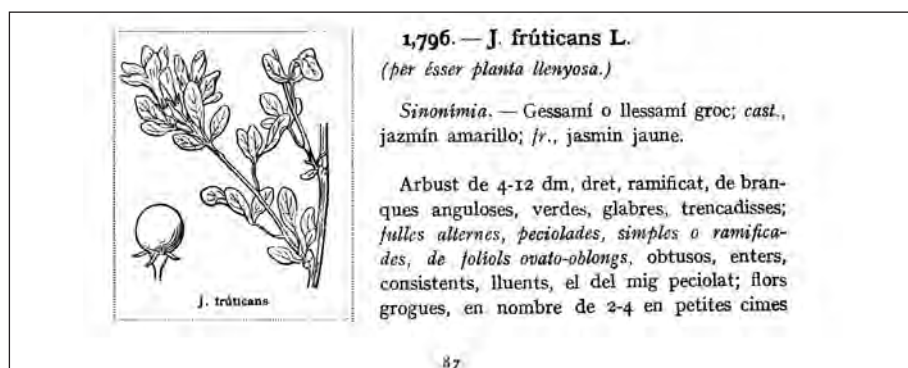 1,796. — J. frúticans L.
(per ésser planta llenyosa.)
Sinonímia. — Gessamí o llessamí groc; cast.,
jazmín amarillo; fr., jasmin jaune.
Arbust de 4-12 dm, dret, ramificat, de bran-
ques anguloses, verdes, glabres, trencadisses;
fulles alternes, peciolades, simples o ramifica-
des, de folíols ovato-oblongs, obtusos, enters,
consistents, lluents, el del mig peciolat; flors
grogues, en nombre de 2-4 en petites cimes
J. frúticans
87